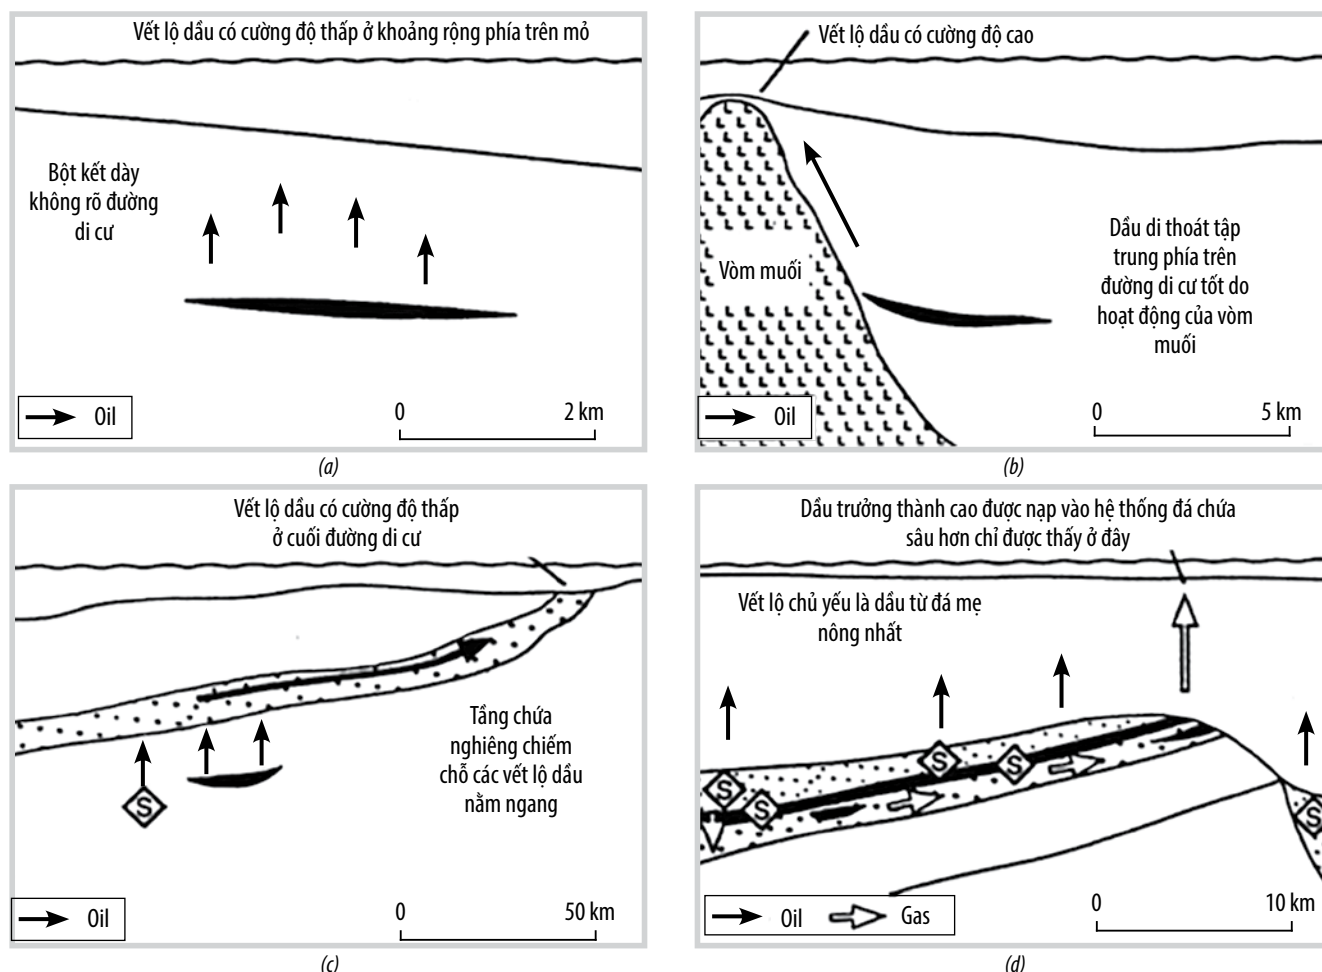 Vết lộ dầu có cường độ thấp ở khoảng rộng phía trên mỏ
Bột kết dày
không rõ đường
di cư
Oil
0
2 km
(a)
Vết lộ dầu có cường độ cao
Vòm muối
Dầu di thoát tập
trung phía trên
đường di cư tốt do
hoạt động của vòm
muối
Oil
0
5 km
(b)
Vết lộ dầu có cường độ thấp
ở cuối đường di cư
Tầng chứa
nghiêng chiếm
chỗ các vết lộ dầu
nằm ngang
S
Oil
0
50 km
(c)
Dầu trưởng thành cao được nạp vào hệ thống đá chứa
sâu hơn chỉ được thấy ở đây
Vết lộ chủ yếu là dầu từ đá mẹ
nông nhất
S
S
S
S
S
Oil
Gas
0
10 km
(d)